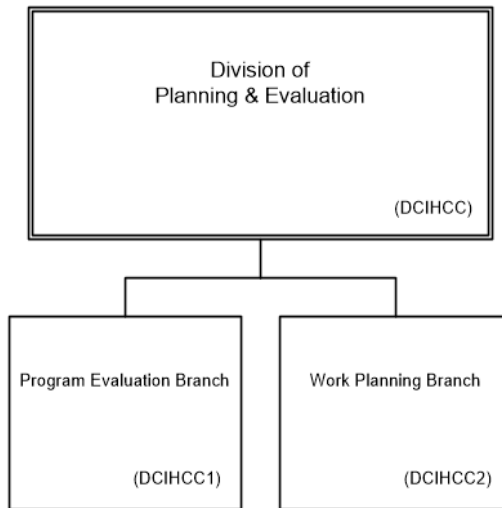 Division of
Planning & Evaluation
(DCIHCC)
Program Evaluation Branch
(DCIHCC1)
Work Planning Branch
(DCIHCC2)